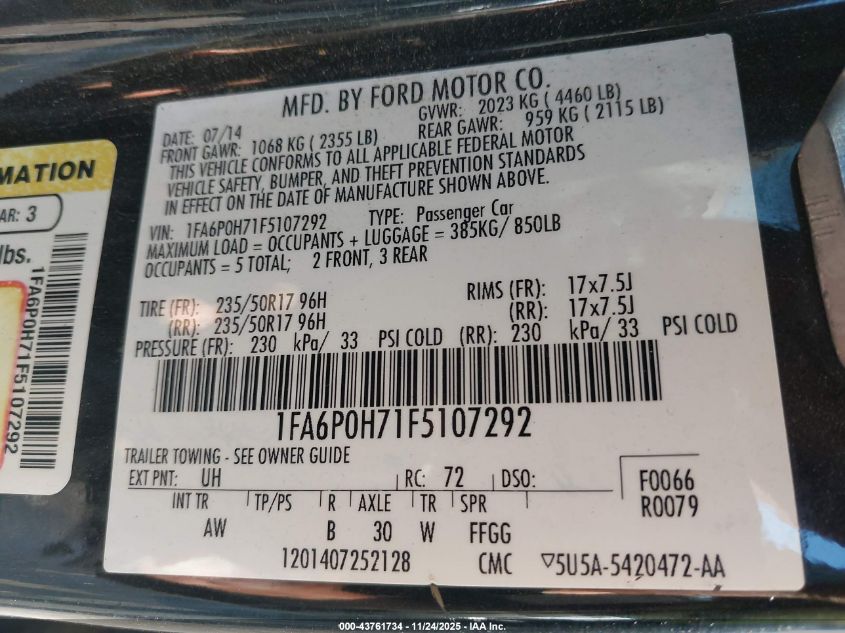 MFD. BY FORD MOTOR CO.
DATE: 07/14 GVWR: 2023 KG ( 4460 LB)
FRONT GAWR: 1068 KG ( 2355 LB) REAR GAWR: 959 KG ( 2115 LB)
THIS VEHICLE CONFORMS TO ALL APPLICABLE FEDERAL MOTOR
VEHICLE SAFETY, BUMPER, AND THEFT PREVENTION STANDARDS
IN EFFECT ON THE DATE OF MANUFACTURE SHOWN ABOVE.
VIN: 1FA6P0H71F5107292 TYPE: Passenger Car
MAXIMUM LOAD = OCCUPANTS + LUGGAGE = 385KG/ 850LB
OCCUPANTS = 5 TOTAL; 2 FRONT, 3 REAR
TIRE (FR): 235/50R17 96H RIMS (FR): 17x7.5J
(RR): 235/50R17 96H (RR): 17x7.5J
PRESSURE (FR): 230 kPa/ 33 PSI COLD (RR): 230 kPa/ 33 PSI COLD
1FA6P0H71F5107292
TRAILER TOWING - SEE OWNER GUIDE
EXT PNT: UH RC: 72 DSO: F0066
R0079
INT TR TP/PS R AXLE TR SPR
AW B 30 W FFGG
1201407252128 CMC ▽5U5A-5420472-AA
MATION
AR: 3
lbs.
1FA6P0H71F5107292
000-43761734 - 11/24/2025 - IAA Inc.